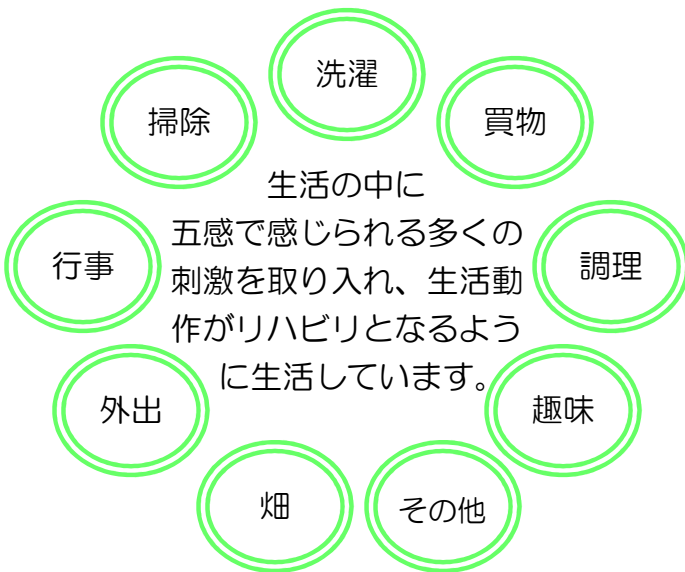 洗濯
掃除
買物
生活の中に
五感で感じられる多くの
刺激を取り入れ、生活動
作がリハビリとなるよう
に生活しています。
行事
調理
外出
趣味
畑
その他